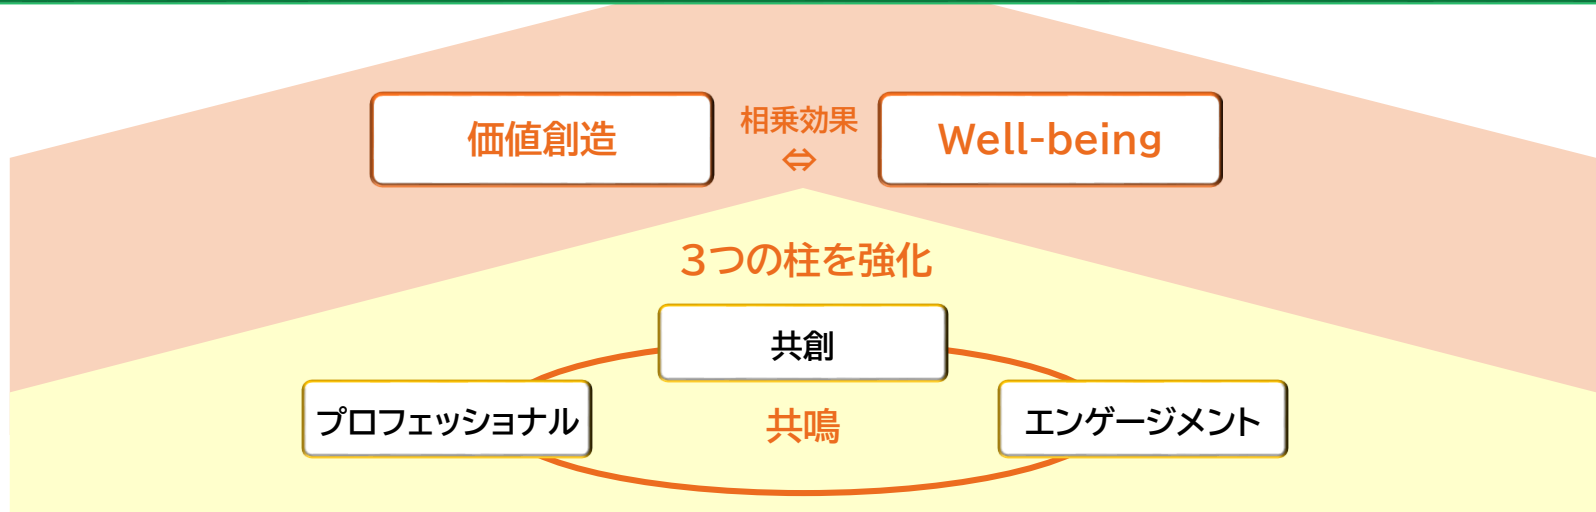 価値創造
相乗効果
⇔
Well-being
3つの柱を強化
共創
プロフェッショナル
共鳴
エンゲージメント